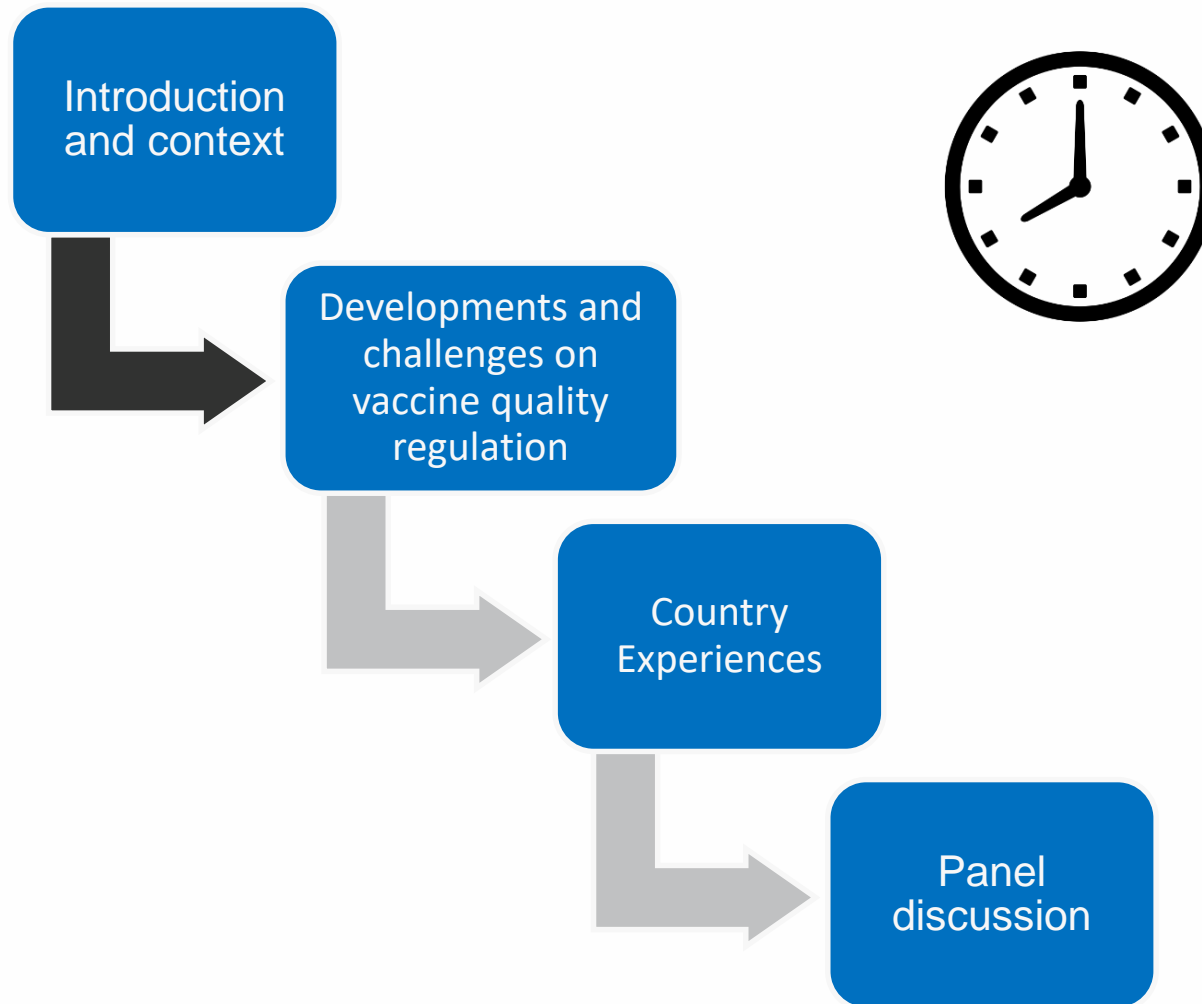 Introduction
and context
Developments and
challenges on
vaccine quality
regulation
Country
Experiences
Panel
discussion